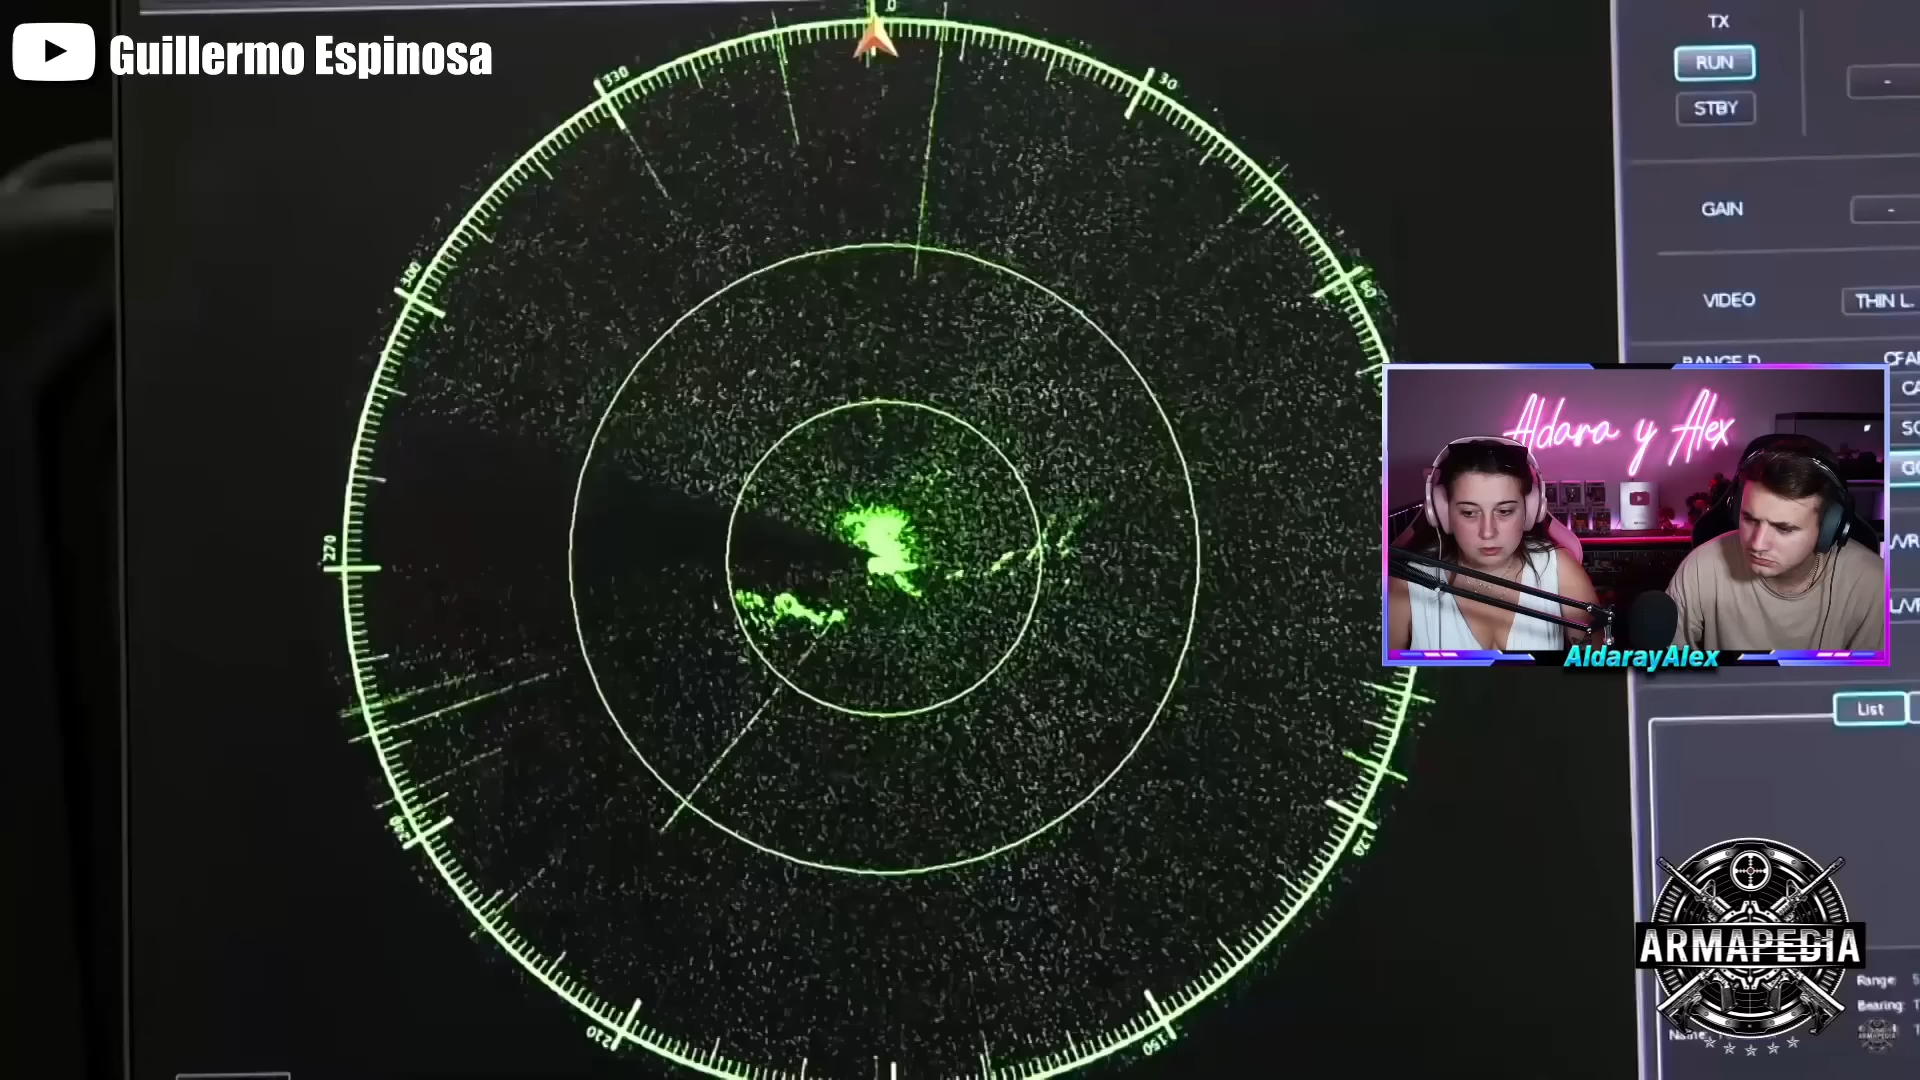 Guillermo Espinosa
0
330
30
300
60
270
240
120
210
150
TX
RUN
STBY
GAIN
VIDEO
THIN L.
Aldara y Alex
AldarayAlex
List
ARMAPEDIA
Range:
Bearing:
Name